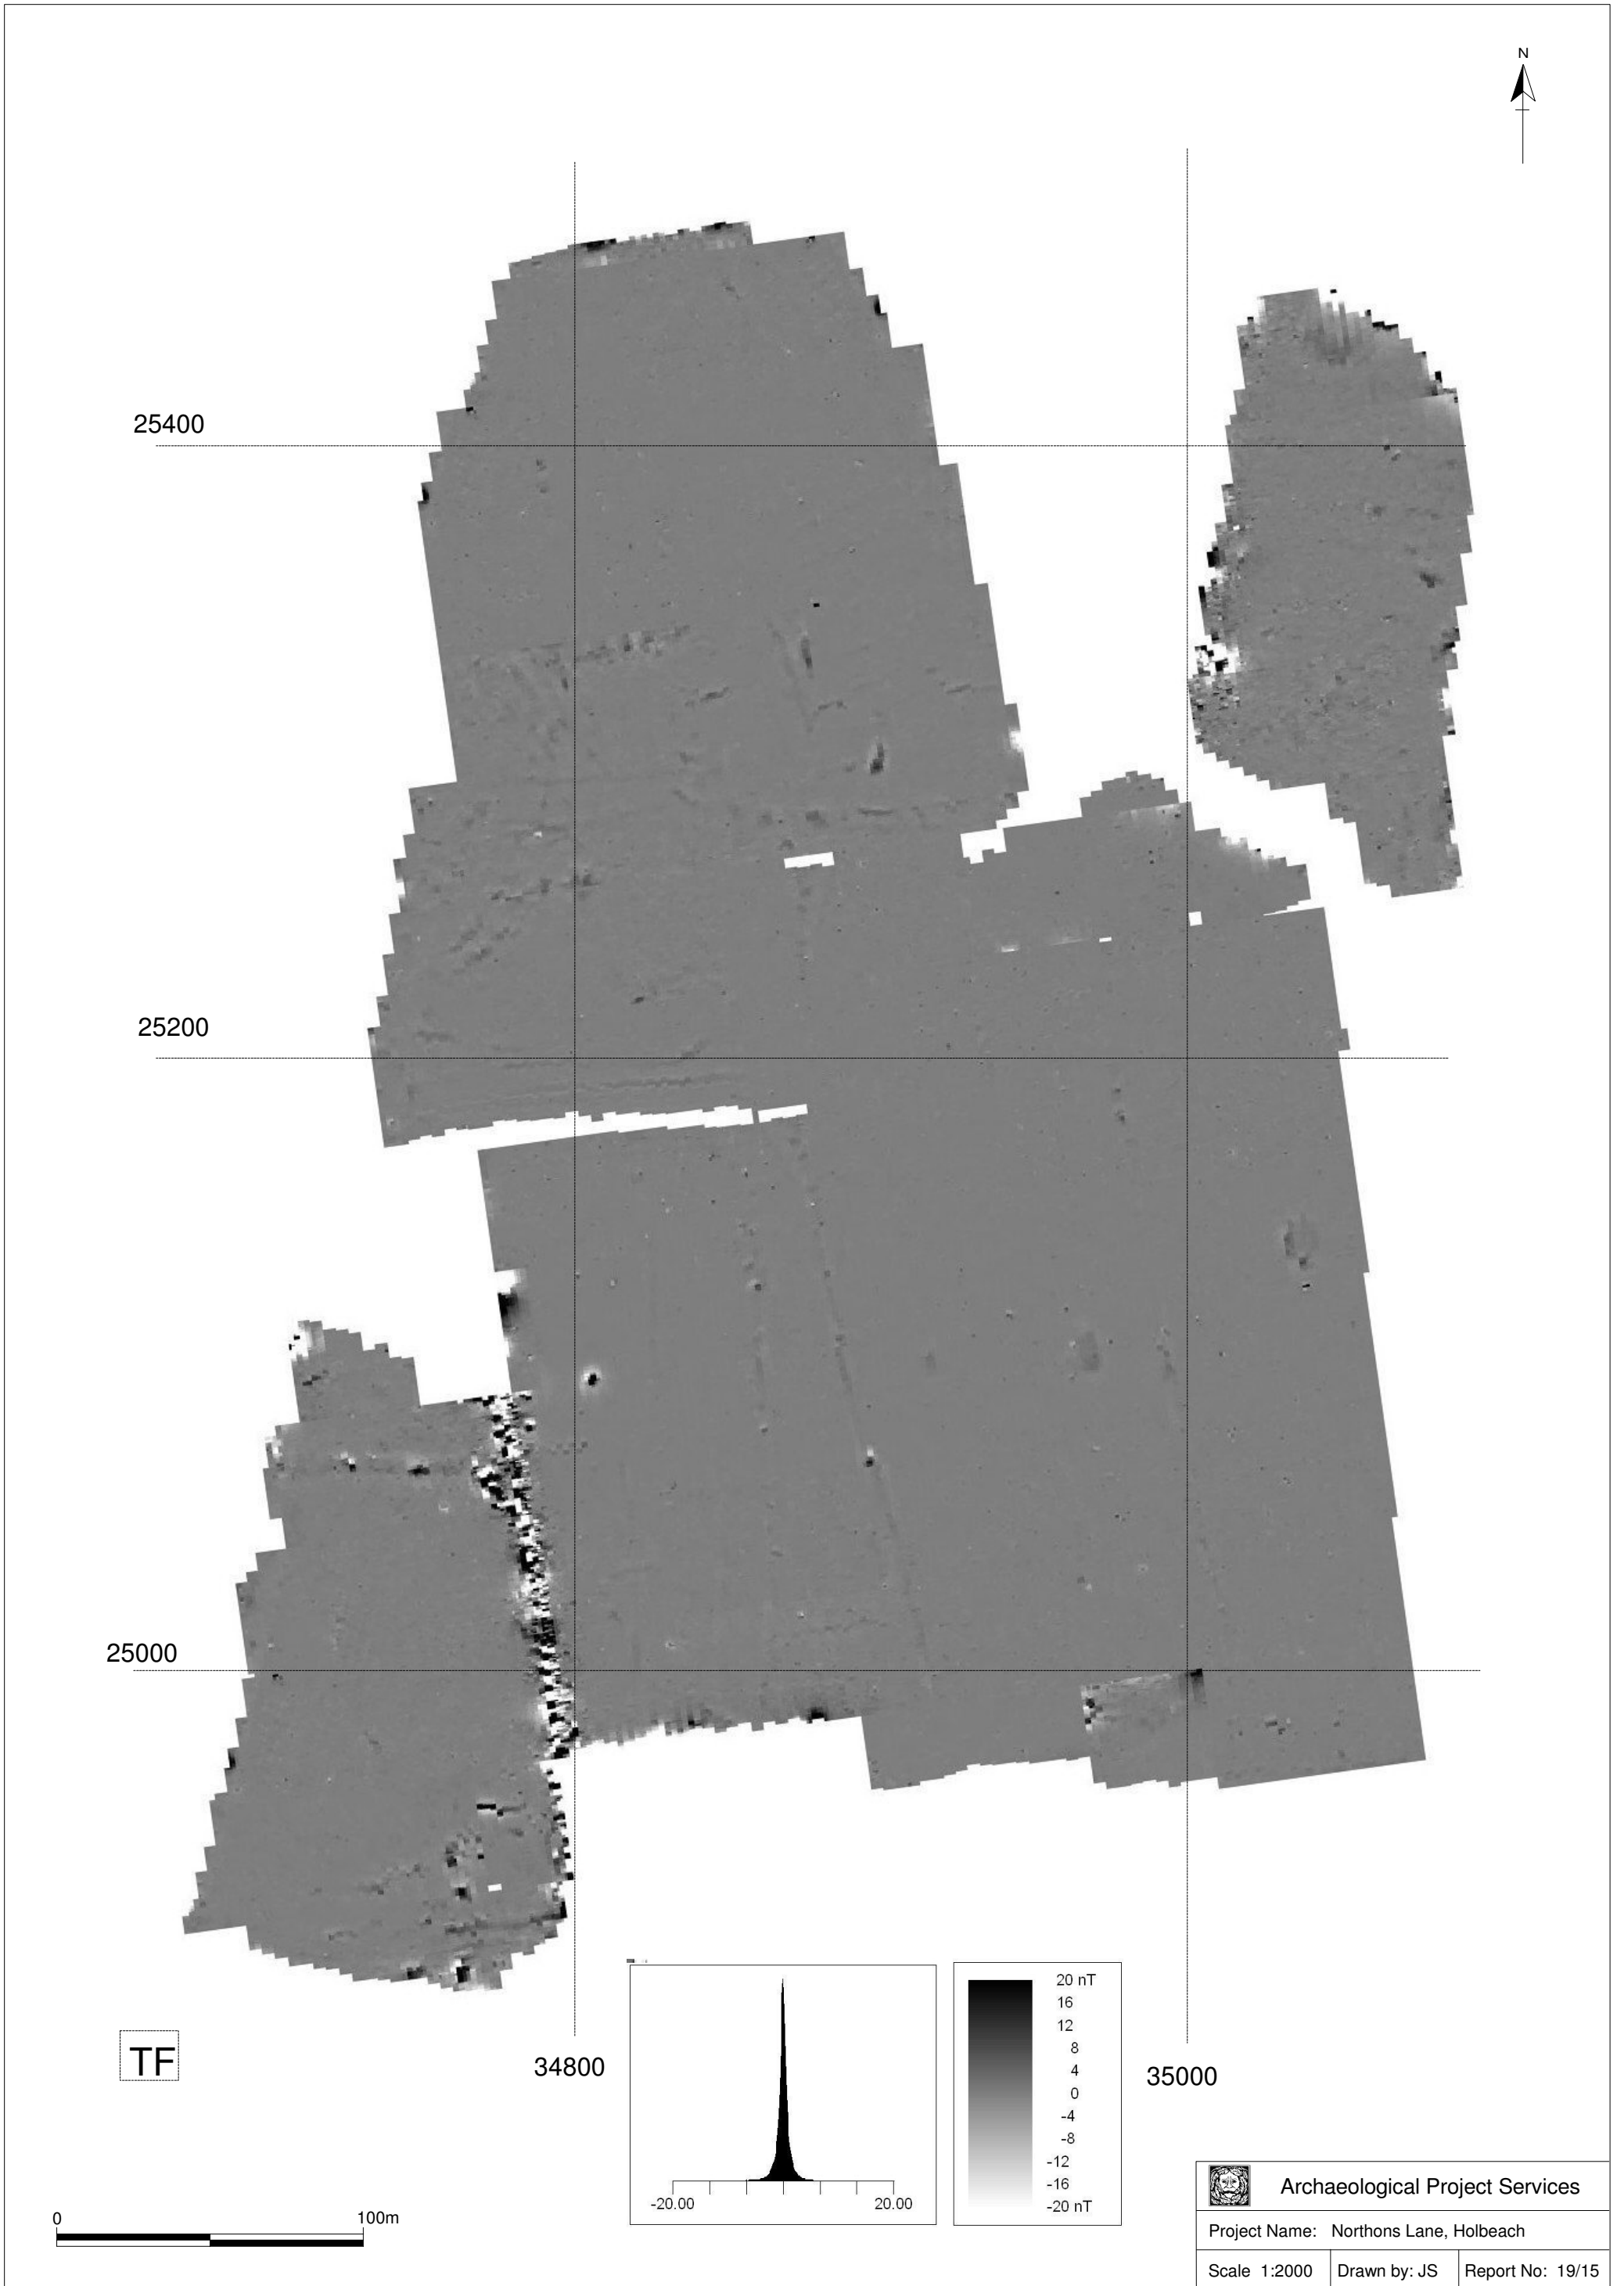 N
25400
25200
25000
TF
34800
35000
-20.00
20.00
20 nT
16
12
8
4
0
-4
-8
-12
-16
-20 nT
0
100m
Archaeological Project Services
Project Name: Northons Lane, Holbeach
Scale 1:2000
Drawn by: JS
Report No: 19/15